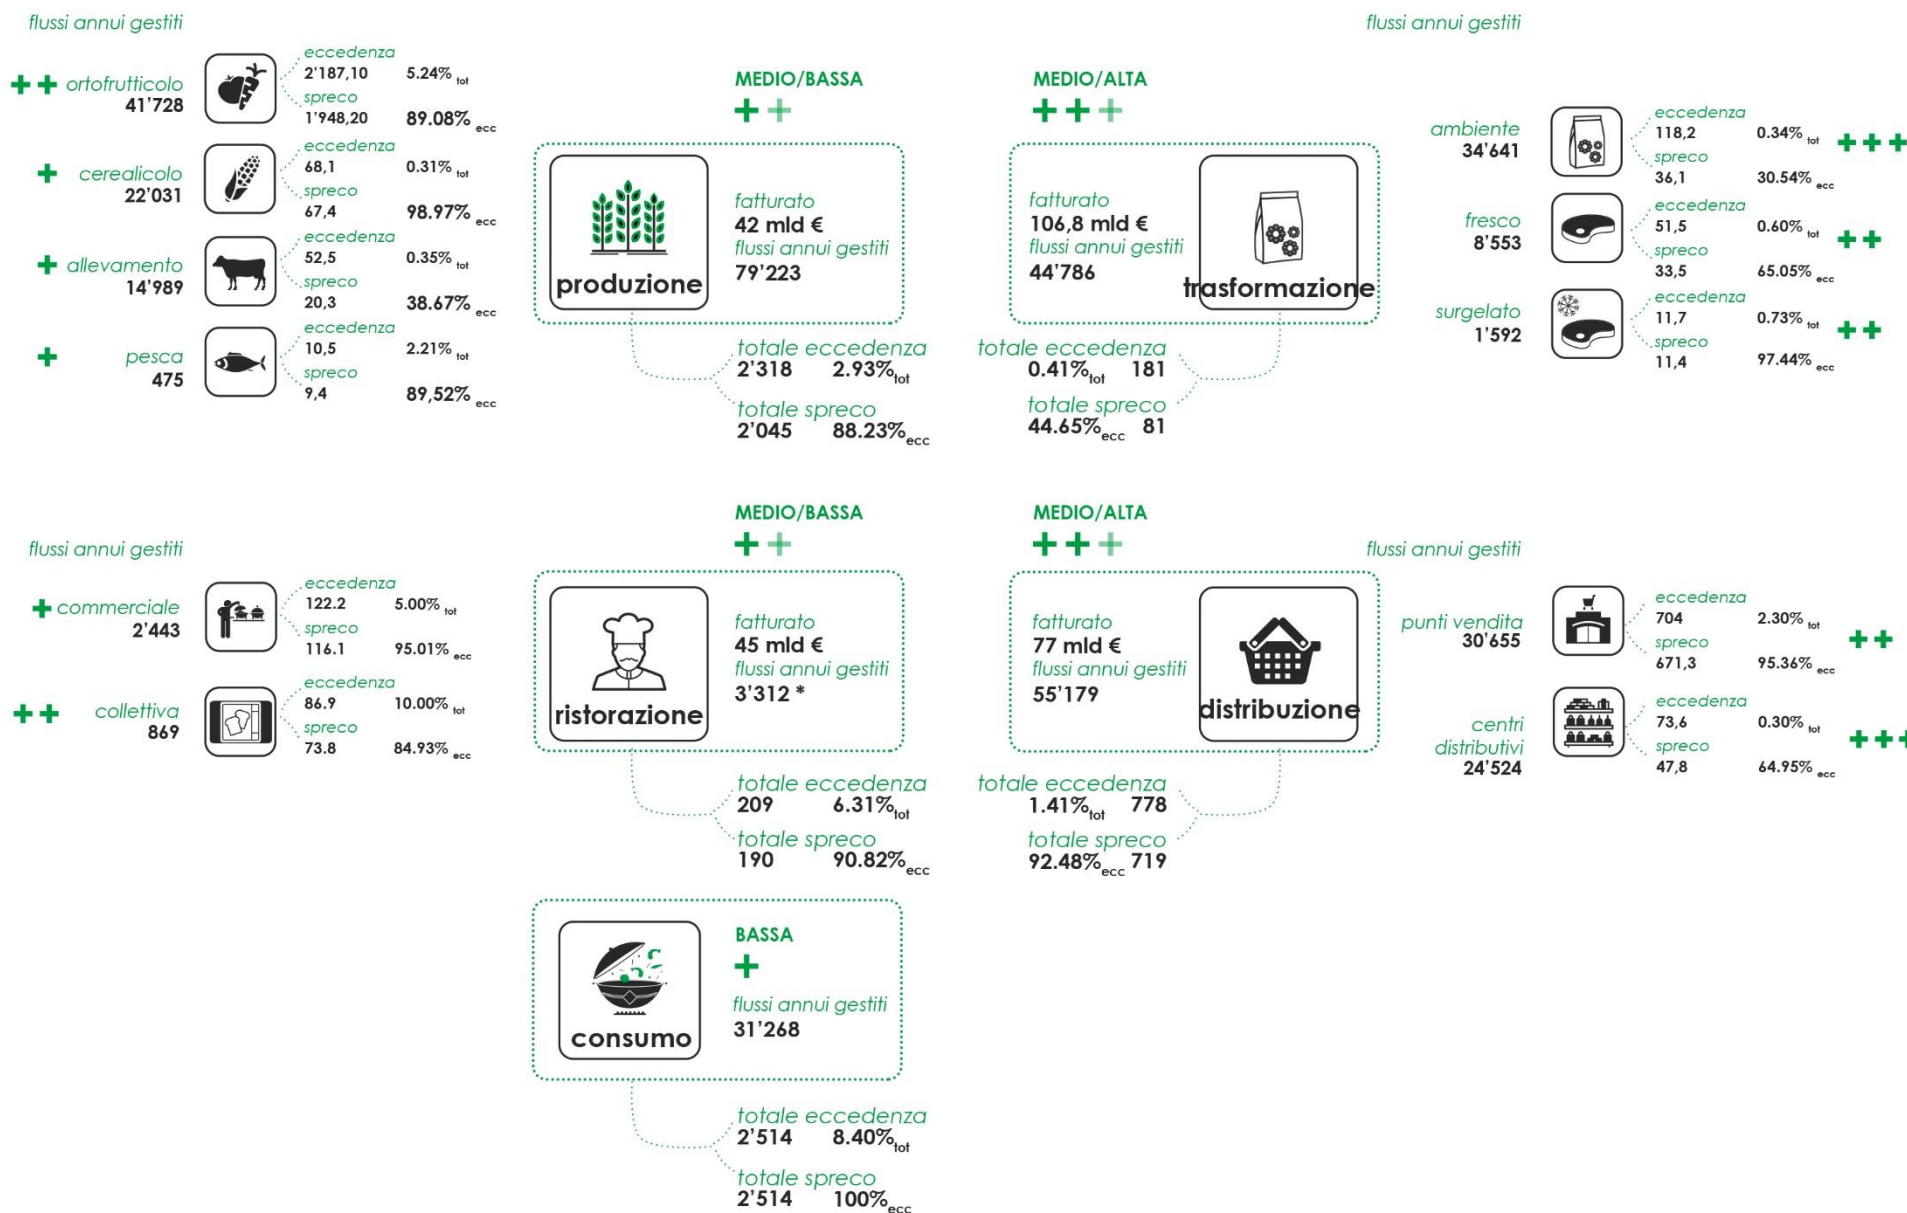 flussi annui gestiti
++ ortofrutticolo
41’728
eccedenza
2’187,10 5.24% tot
spreco
1’948,20 89.08% ecc
+ cerealicolo
22’031
eccedenza
68,1 0.31% tot
spreco
67,4 98.97% ecc
+ allevamento
14’989
eccedenza
52,5 0.35% tot
spreco
20,3 38.67% ecc
+ pesca
475
eccedenza
10,5 2.21% tot
spreco
9,4 89,52% ecc
MEDIO/BASSA
++
produzione
fatturato
42 mld €
flussi annui gestiti
79’223
totale eccedenza
2’318 2.93% tot
totale spreco
2’045 88.23% ecc
MEDIO/ALTA
+++
fatturato
106,8 mld €
flussi annui gestiti
44’786
trasformazione
totale eccedenza
0.41% tot 181
totale spreco
44.65% ecc 81
flussi annui gestiti
ambiente
34’641
eccedenza
118,2 0.34% tot +++
spreco
36,1 30.54% ecc
fresco
8’553
eccedenza
51,5 0.60% tot ++
spreco
33,5 65.05% ecc
surgelato
1’592
eccedenza
11,7 0.73% tot ++
spreco
11,4 97.44% ecc
flussi annui gestiti
+ commerciale
2’443
eccedenza
122.2 5.00% tot
spreco
116.1 95.01% ecc
++ collettiva
869
eccedenza
86.9 10.00% tot
spreco
73.8 84.93% ecc
MEDIO/BASSA
++
ristorazione
fatturato
45 mld €
flussi annui gestiti
3’312 *
totale eccedenza
209 6.31% tot
totale spreco
190 90.82% ecc
MEDIO/ALTA
+++
fatturato
77 mld €
flussi annui gestiti
55’179
distribuzione
totale eccedenza
1.41% tot 778
totale spreco
92.48% ecc 719
flussi annui gestiti
punti vendita
30’655
eccedenza
704 2.30% tot ++
spreco
671,3 95.36% ecc
centri
distributivi
24’524
eccedenza
73,6 0.30% tot +++
spreco
47,8 64.95% ecc
BASSA
+
consumo
flussi annui gestiti
31’268
totale eccedenza
2’514 8.40% tot
totale spreco
2’514 100% ecc